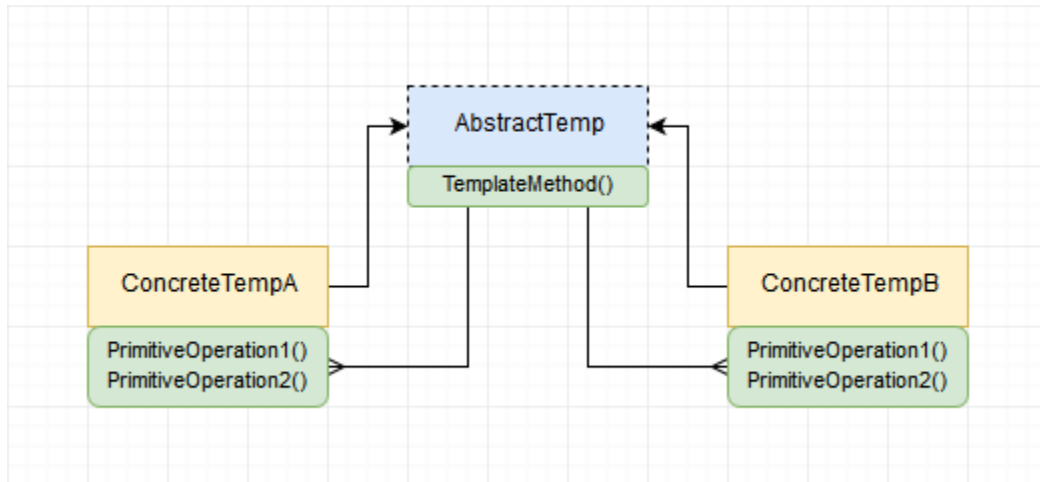 AbstractTemp
TemplateMethod()
ConcreteTempA
PrimitiveOperation1()
PrimitiveOperation2()
ConcreteTempB
PrimitiveOperation1()
PrimitiveOperation2()